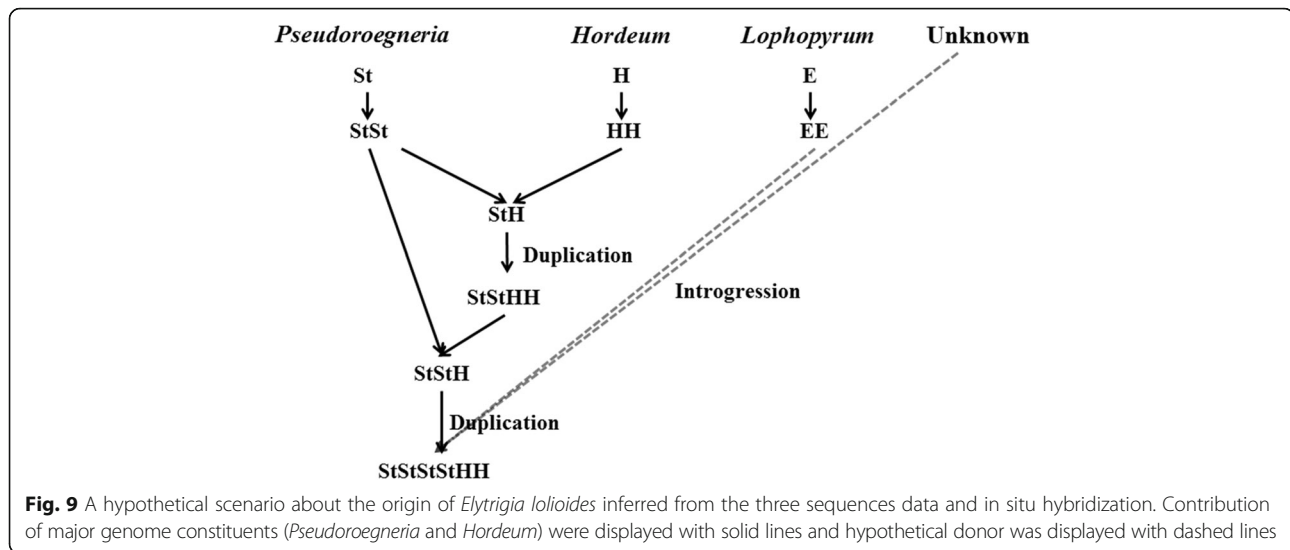 Pseudoroegneria Hordeum Lophopyrum Unknown
St H E
StSt HH EE
StH
Duplication
StStHH
Introgression
StStH
Duplication
StStStStHH
Fig. 9 A hypothetical scenario about the origin of Elytrigia lolioides inferred from the three sequences data and in situ hybridization. Contribution
of major genome constituents (Pseudoroegneria and Hordeum) were displayed with solid lines and hypothetical donor was displayed with dashed lines